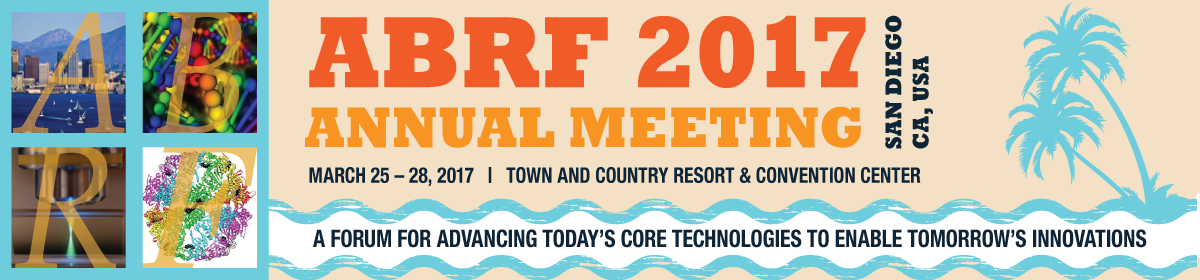 A B
R F
ABRF 2017
ANNUAL MEETING
SAN DIEGO
CA, USA
MARCH 25 – 28, 2017 | TOWN AND COUNTRY RESORT & CONVENTION CENTER
A FORUM FOR ADVANCING TODAY'S CORE TECHNOLOGIES TO ENABLE TOMORROW'S INNOVATIONS